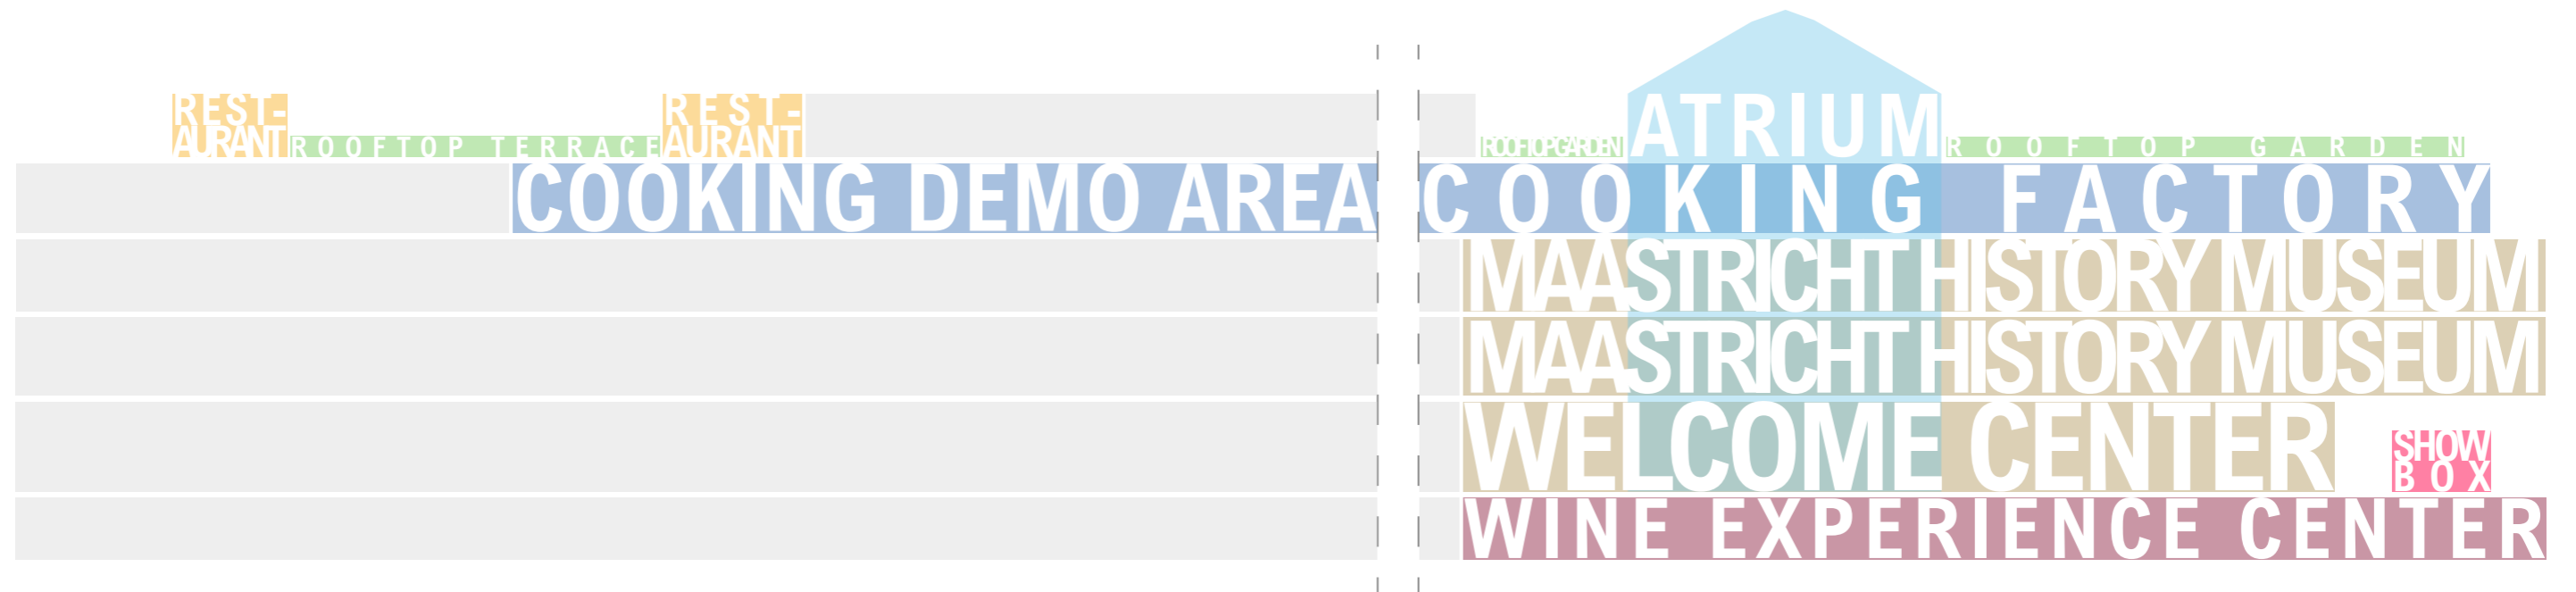 REST-
AURANT
ROOFTOP TERRACE
REST-
AURANT
ROOFTOP GARDEN
ATRIUM
ROOFTOP GARDEN
COOKING DEMO AREA
COOKING FACTORY
MAASTRICHT HISTORY MUSEUM
MAASTRICHT HISTORY MUSEUM
WELCOME CENTER
SHOW
BOX
WINE EXPERIENCE CENTER